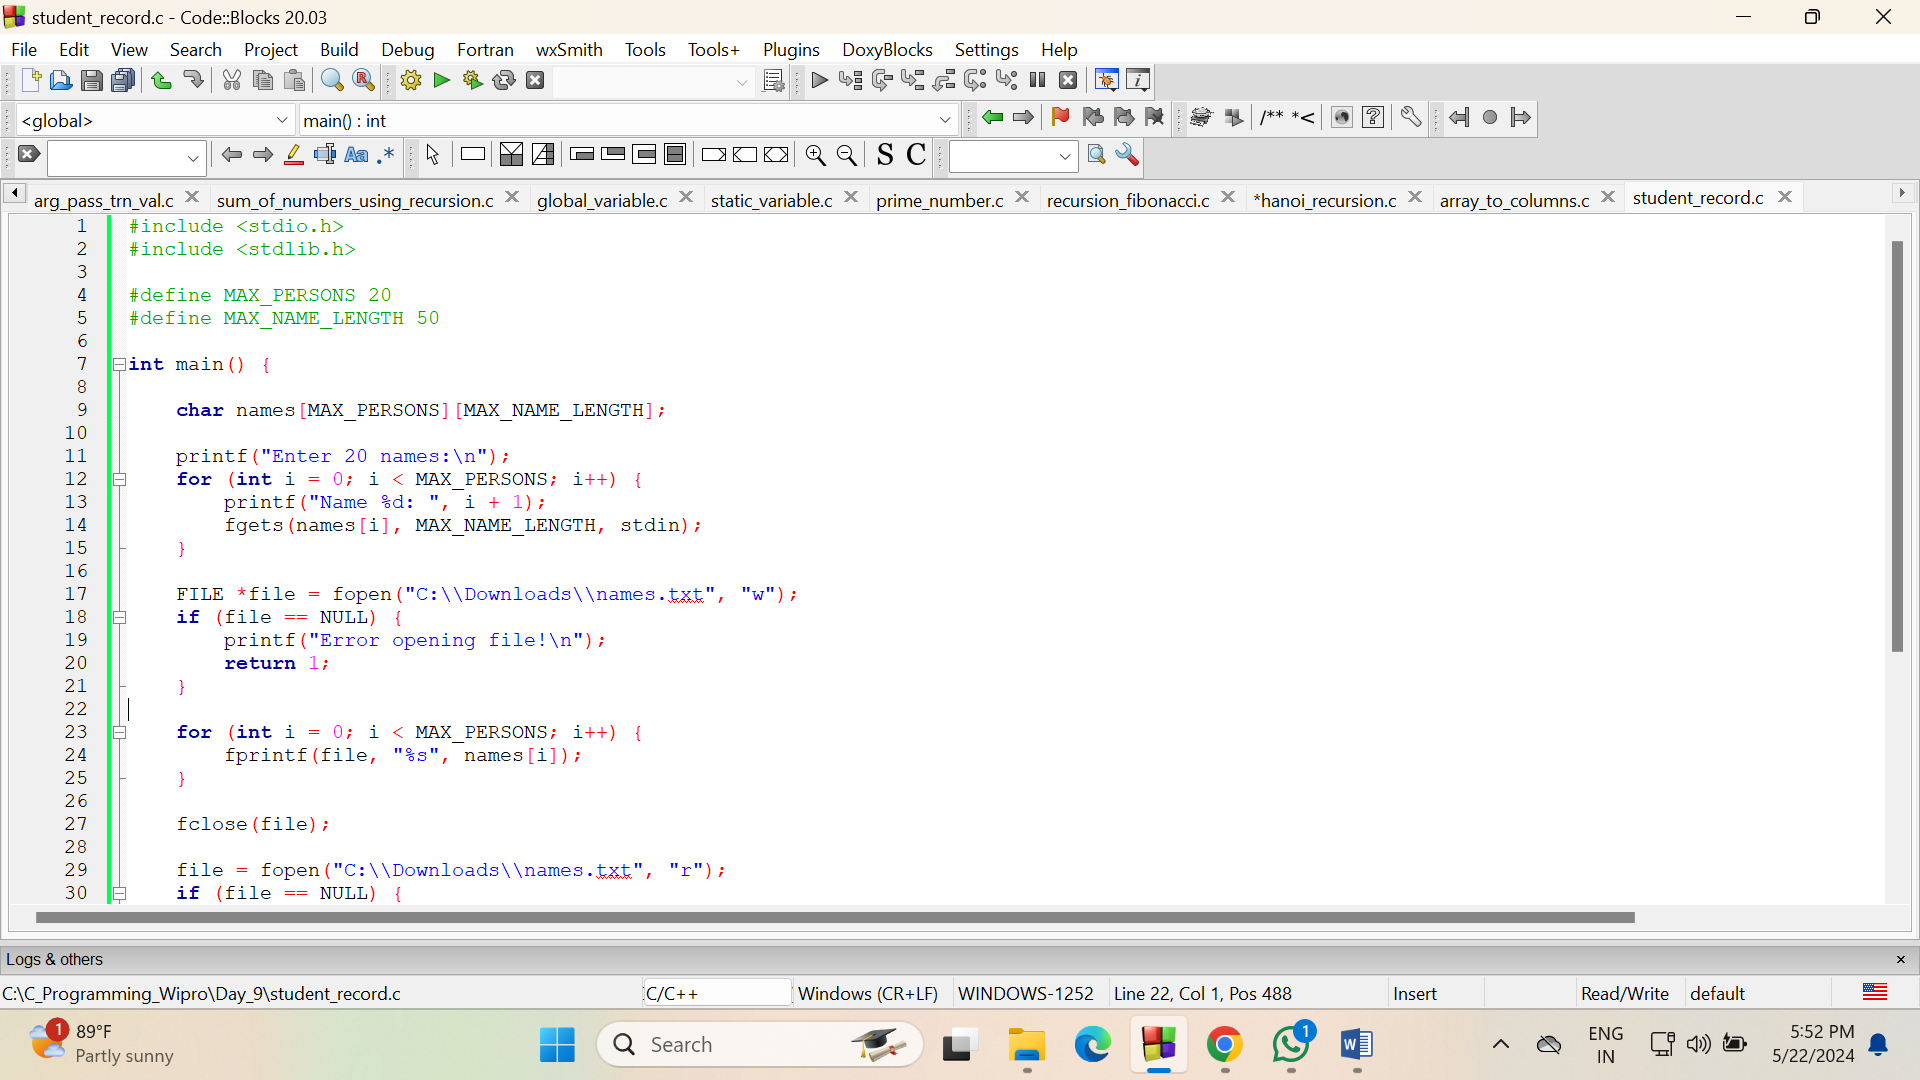 student_record.c - Code::Blocks 20.03
File Edit View Search Project Build Debug Fortran wxSmith Tools Tools+ Plugins DoxyBlocks Settings Help
<global> main() : int /** *<
Aa .* S C
arg_pass_trn_val.c sum_of_numbers_using_recursion.c global_variable.c static_variable.c prime_number.c recursion_fibonacci.c *hanoi_recursion.c array_to_columns.c student_record.c
1 #include <stdio.h>
2 #include <stdlib.h>
3
4 #define MAX_PERSONS 20
5 #define MAX_NAME_LENGTH 50
6
7 int main() {
8
9 char names[MAX_PERSONS][MAX_NAME_LENGTH];
10
11 printf("Enter 20 names:\n");
12 for (int i = 0; i < MAX_PERSONS; i++) {
13 printf("Name %d: ", i + 1);
14 fgets(names[i], MAX_NAME_LENGTH, stdin);
15 }
16
17 FILE *file = fopen("C:\\Downloads\\names.txt", "w");
18 if (file == NULL) {
19 printf("Error opening file!\n");
20 return 1;
21 }
22
23 for (int i = 0; i < MAX_PERSONS; i++) {
24 fprintf(file, "%s", names[i]);
25 }
26
27 fclose(file);
28
29 file = fopen("C:\\Downloads\\names.txt", "r");
30 if (file == NULL) {
Logs & others
C:\C_Programming_Wipro\Day_9\student_record.c C/C++ Windows (CR+LF) WINDOWS-1252 Line 22, Col 1, Pos 488 Insert Read/Write default
1 89°F
Partly sunny
Search
1
ENG
IN
5:52 PM
5/22/2024